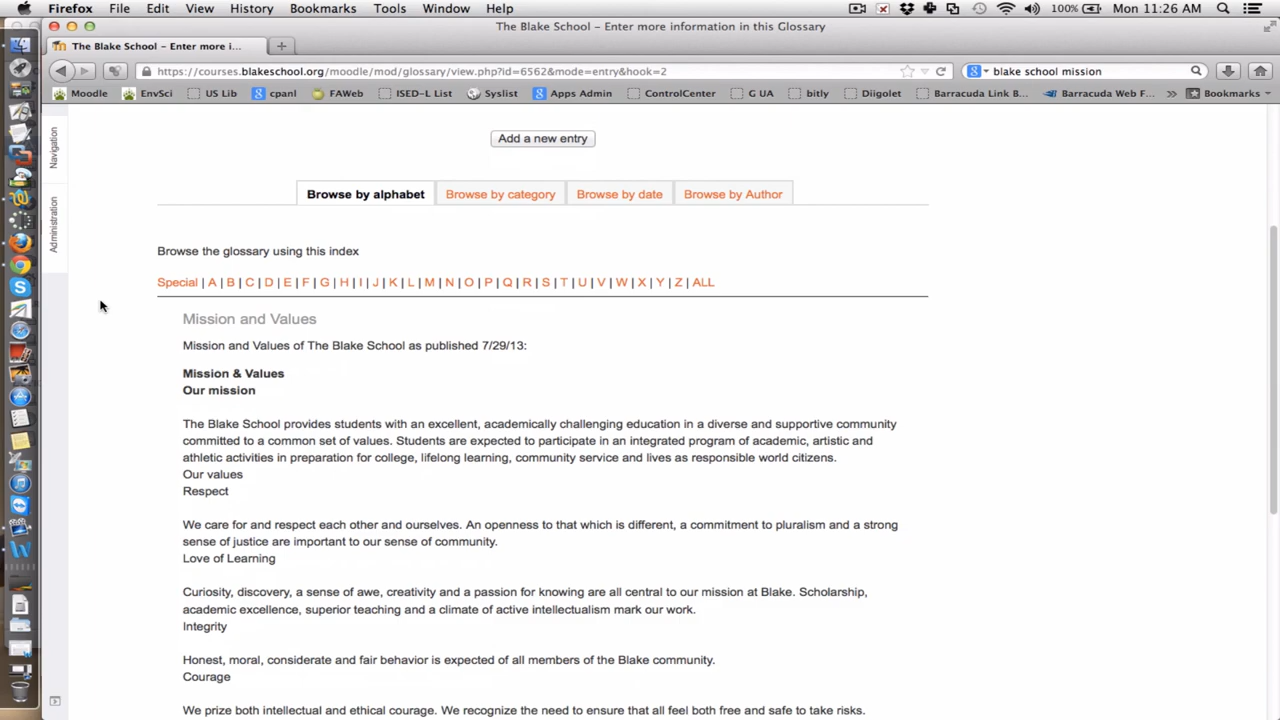 Firefox File Edit View History Bookmarks Tools Window Help 100% Mon 11:26 AM
The Blake School – Enter more information in this Glossary
The Blake School – Enter more i...
https://courses.blakeschool.org/moodle/mod/glossary/view.php?id=6562&mode=entry&hook=2 blake school mission
Moodle EnvSci US Lib cpanl FAWeb ISED-L List Syslist Apps Admin ControlCenter G UA bitly Diigolet Barracuda Link B... Barracuda Web F... Bookmarks
Navigation
Administration
Add a new entry
Browse by alphabet Browse by category Browse by date Browse by Author
Browse the glossary using this index
Special | A | B | C | D | E | F | G | H | I | J | K | L | M | N | O | P | Q | R | S | T | U | V | W | X | Y | Z | ALL
Mission and Values
Mission and Values of The Blake School as published 7/29/13:
Mission & Values
Our mission
The Blake School provides students with an excellent, academically challenging education in a diverse and supportive community
committed to a common set of values. Students are expected to participate in an integrated program of academic, artistic and
athletic activities in preparation for college, lifelong learning, community service and lives as responsible world citizens.
Our values
Respect
We care for and respect each other and ourselves. An openness to that which is different, a commitment to pluralism and a strong
sense of justice are important to our sense of community.
Love of Learning
Curiosity, discovery, a sense of awe, creativity and a passion for knowing are all central to our mission at Blake. Scholarship,
academic excellence, superior teaching and a climate of active intellectualism mark our work.
Integrity
Honest, moral, considerate and fair behavior is expected of all members of the Blake community.
Courage
We prize both intellectual and ethical courage. We recognize the need to ensure that all feel both free and safe to take risks.